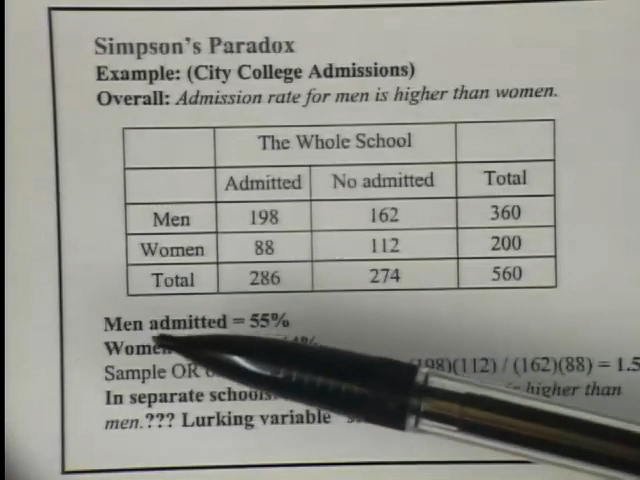 Simpson's Paradox
Example: (City College Admissions)
Overall: Admission rate for men is higher than women.
The Whole School
Admitted No admitted Total
Men 198 162 360
Women 88 112 200
Total 286 274 560
Men admitted = 55%
Women
Sample OR (198)(112) / (162)(88) = 1.5
In separate schools higher than
men.??? Lurking variable